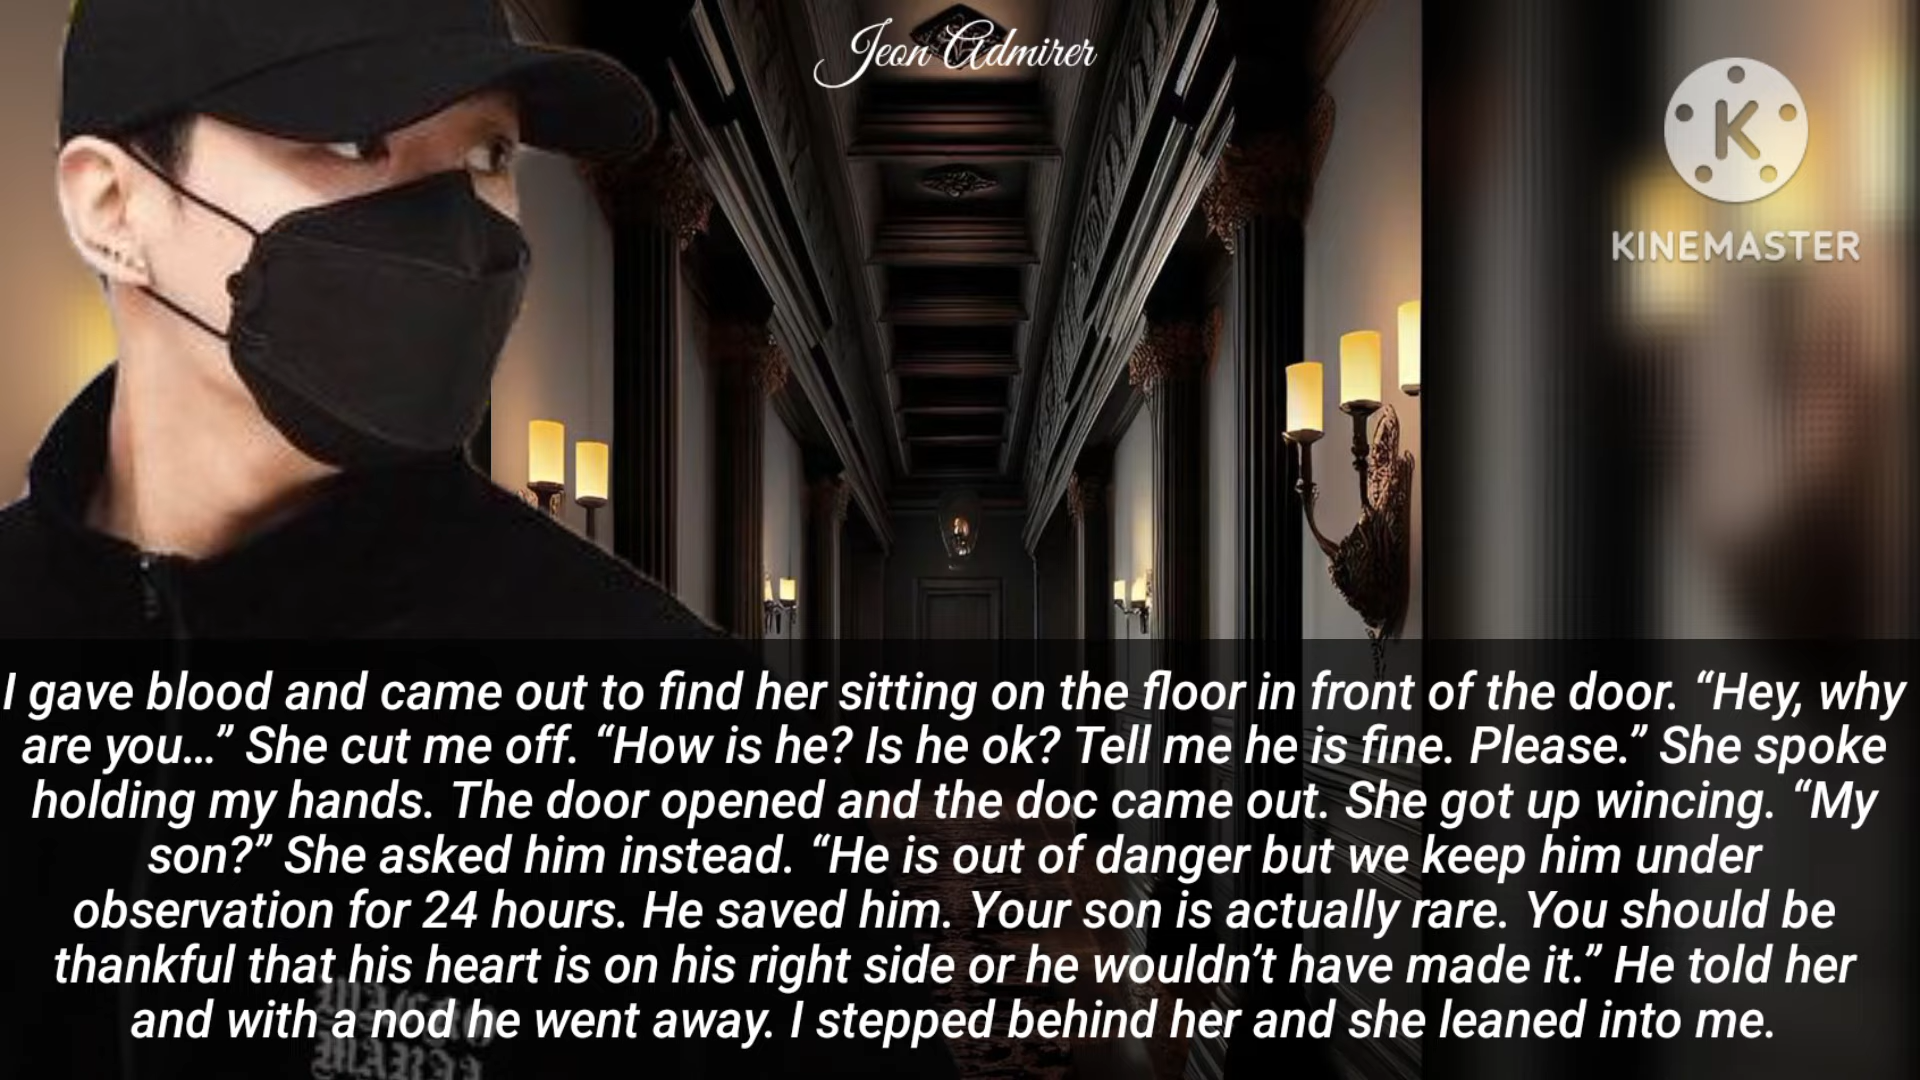 Jeon Admirer
K
KINEMASTER
I gave blood and came out to find her sitting on the floor in front of the door. “Hey, why
are you...” She cut me off. “How is he? Is he ok? Tell me he is fine. Please.” She spoke
holding my hands. The door opened and the doc came out. She got up wincing. “My
son?” She asked him instead. “He is out of danger but we keep him under
observation for 24 hours. He saved him. Your son is actually rare. You should be
thankful that his heart is on his right side or he wouldn’t have made it.” He told her
and with a nod he went away. I stepped behind her and she leaned into me.